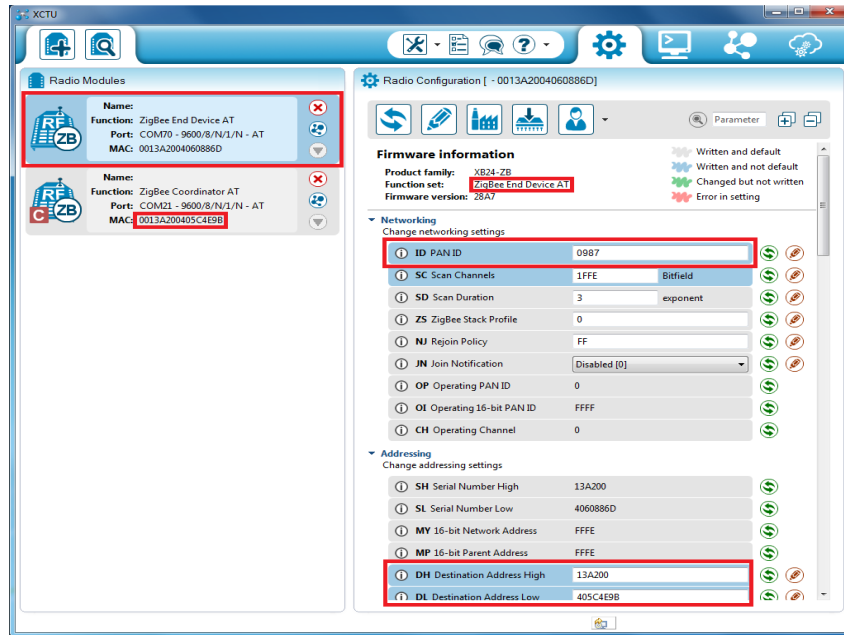 XCTU
Radio Modules
Name:
Function: ZigBee End Device AT
Port: COM70 - 9600/8/N/1/N - AT
MAC: 0013A2004060886D
RF
ZB
Name:
Function: ZigBee Coordinator AT
Port: COM21 - 9600/8/N/1/N - AT
MAC: 0013A200405C4E9B
RF
C ZB
Radio Configuration [ - 0013A2004060886D]
Parameter
Firmware information
Product family: XB24-ZB
Function set: ZigBee End Device AT
Firmware version: 28A7
Written and default
Written and not default
Changed but not written
Error in setting
Networking
Change networking settings
ID PAN ID 0987
SC Scan Channels 1FFE Bitfield
SD Scan Duration 3 exponent
ZS ZigBee Stack Profile 0
NJ Rejoin Policy FF
JN Join Notification Disabled [0]
OP Operating PAN ID 0
OI Operating 16-bit PAN ID FFFF
CH Operating Channel 0
Addressing
Change addressing settings
SH Serial Number High 13A200
SL Serial Number Low 4060886D
MY 16-bit Network Address FFFE
MP 16-bit Parent Address FFFE
DH Destination Address High 13A200
DL Destination Address Low 405C4E9B